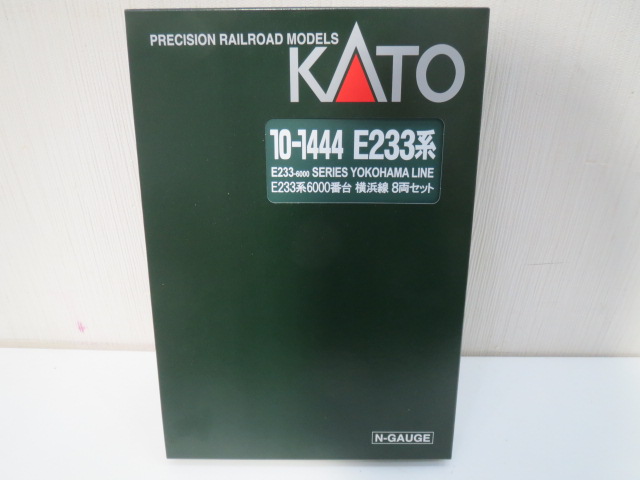 PRECISION RAILROAD MODELS
KATO
10-1444 E233系
E233-6000 SERIES YOKOHAMA LINE
E233系6000番台 横浜線 8両セット
N-GAUGE